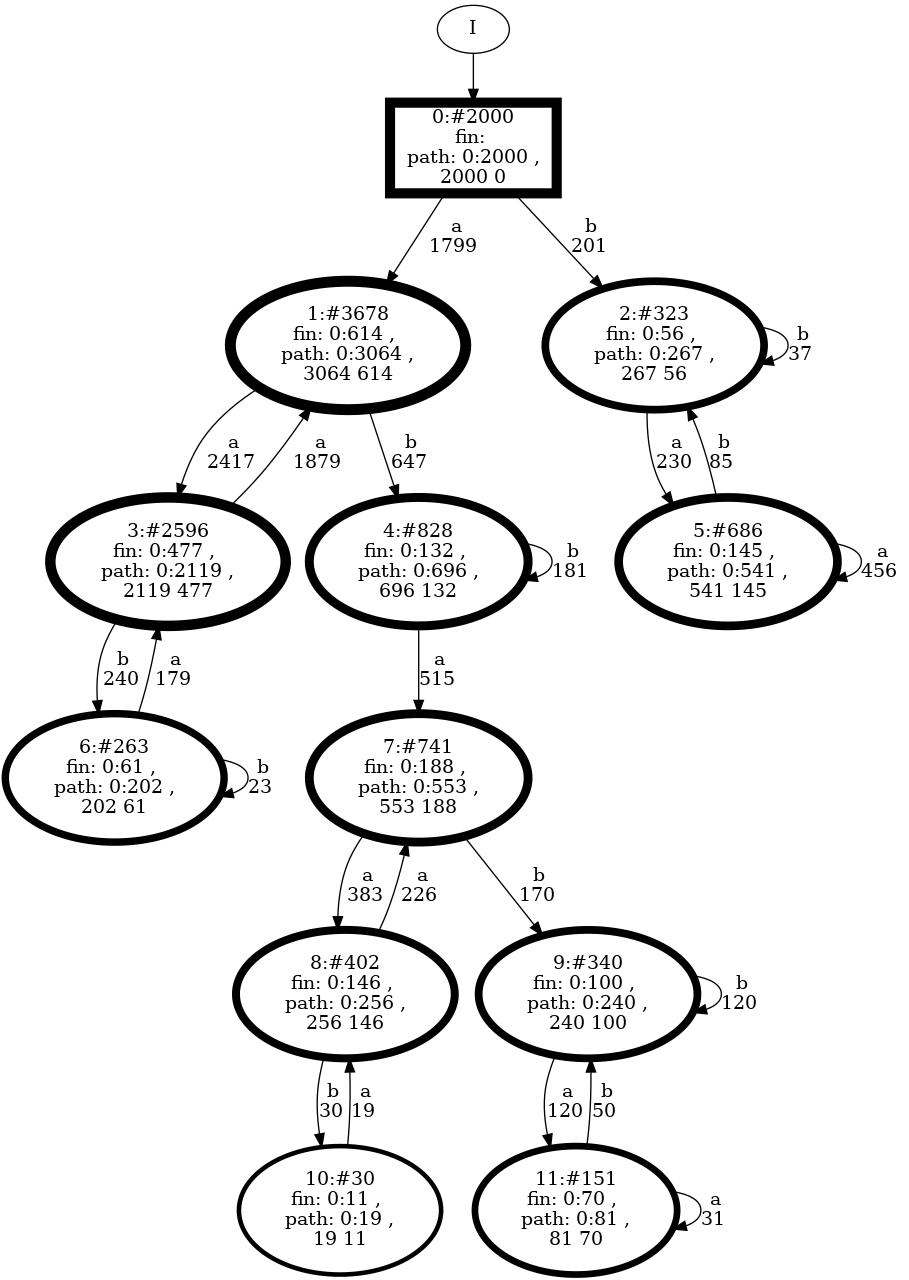 I
0:#2000
fin:
path: 0:2000 ,
2000 0
a
1799
b
201
1:#3678
fin: 0:614 ,
path: 0:3064 ,
3064 614
2:#323
fin: 0:56 ,
path: 0:267 ,
267 56
b
37
a
2417
a
1879
b
647
a
230
b
85
3:#2596
fin: 0:477 ,
path: 0:2119 ,
2119 477
4:#828
fin: 0:132 ,
path: 0:696 ,
696 132
b
181
5:#686
fin: 0:145 ,
path: 0:541 ,
541 145
a
456
b
240
a
179
a
515
6:#263
fin: 0:61 ,
path: 0:202 ,
202 61
b
23
7:#741
fin: 0:188 ,
path: 0:553 ,
553 188
a
383
a
226
b
170
8:#402
fin: 0:146 ,
path: 0:256 ,
256 146
9:#340
fin: 0:100 ,
path: 0:240 ,
240 100
b
120
b
30
a
19
a
120
b
50
10:#30
fin: 0:11 ,
path: 0:19 ,
19 11
11:#151
fin: 0:70 ,
path: 0:81 ,
81 70
a
31